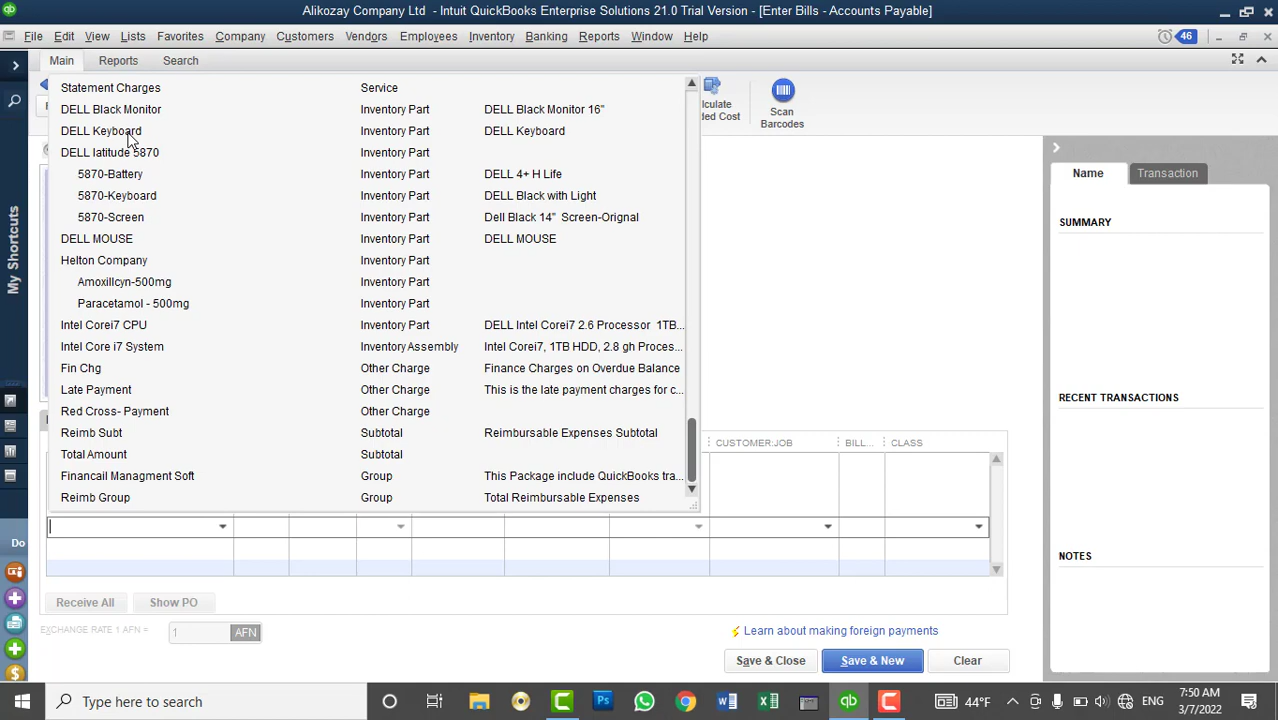 Alikozay Company Ltd - Intuit QuickBooks Enterprise Solutions 21.0 Trial Version - [Enter Bills - Accounts Payable]
File Edit View Lists Favorites Company Customers Vendors Employees Inventory Banking Reports Window Help 46
Main Reports Search
Statement Charges Service
DELL Black Monitor Inventory Part DELL Black Monitor 16"
DELL Keyboard Inventory Part DELL Keyboard
DELL latitude 5870 Inventory Part
5870-Battery Inventory Part DELL 4+ H Life
5870-Keyboard Inventory Part DELL Black with Light
5870-Screen Inventory Part Dell Black 14" Screen-Orignal
DELL MOUSE Inventory Part DELL MOUSE
Helton Company Inventory Part
Amoxillcyn-500mg Inventory Part
Paracetamol - 500mg Inventory Part
Intel Corei7 CPU Inventory Part DELL Intel Corei7 2.6 Processor 1TB...
Intel Core i7 System Inventory Assembly Intel Corei7, 1TB HDD, 2.8 gh Proces...
Fin Chg Other Charge Finance Charges on Overdue Balance
Late Payment Other Charge This is the late payment charges for c...
Red Cross- Payment Other Charge
Reimb Subt Subtotal Reimbursable Expenses Subtotal
Total Amount Subtotal
Financail Managment Soft Group This Package include QuickBooks tra...
Reimb Group Group Total Reimbursable Expenses
culate
ded Cost
Scan
Barcodes
Name Transaction
SUMMARY
RECENT TRANSACTIONS
NOTES
My Shortcuts
Do
CUSTOMER:JOB BILL... CLASS
Receive All Show PO
EXCHANGE RATE 1 AFN = 1 AFN
Learn about making foreign payments
Save & Close Save & New Clear
Type here to search
44°F ENG
7:50 AM
3/7/2022